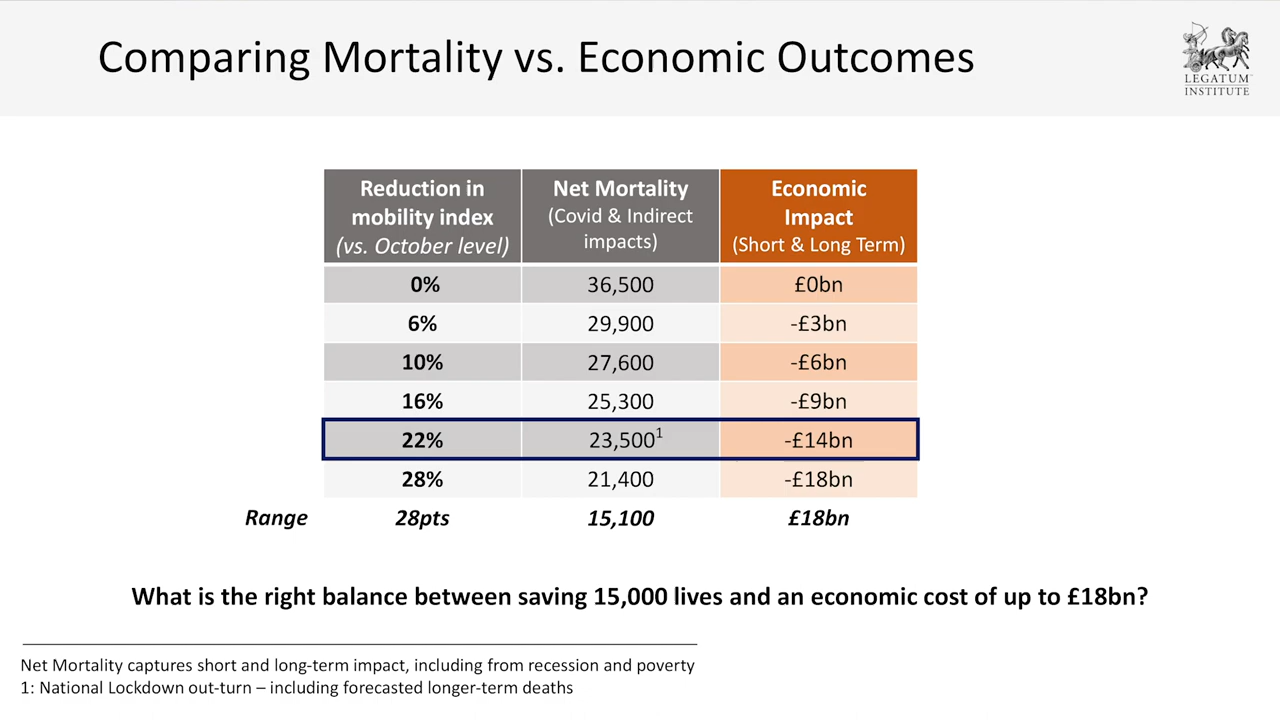 Comparing Mortality vs. Economic Outcomes
LEGATUM
INSTITUTE
Reduction in mobility index (vs. October level) Net Mortality (Covid & Indirect impacts) Economic Impact (Short & Long Term)
0% 36,500 £0bn
6% 29,900 -£3bn
10% 27,600 -£6bn
16% 25,300 -£9bn
22% 23,500¹ -£14bn
28% 21,400 -£18bn
Range 28pts 15,100 £18bn
What is the right balance between saving 15,000 lives and an economic cost of up to £18bn?
Net Mortality captures short and long-term impact, including from recession and poverty
1: National Lockdown out-turn – including forecasted longer-term deaths